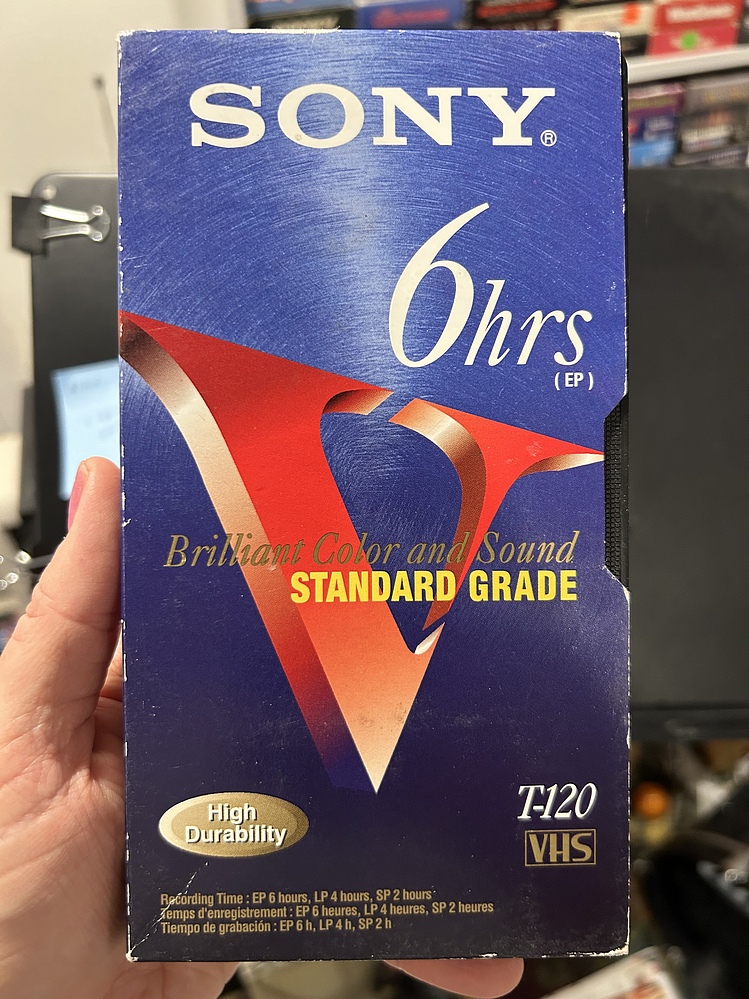 SONY®
6hrs
(EP)
Brilliant Color and Sound
STANDARD GRADE
High
Durability
T-120
VHS
Recording Time : EP 6 hours, LP 4 hours, SP 2 hours
Temps d'enregistrement : EP 6 heures, LP 4 heures, SP 2 heures
Tiempo de grabación : EP 6 h, LP 4 h, SP 2 h